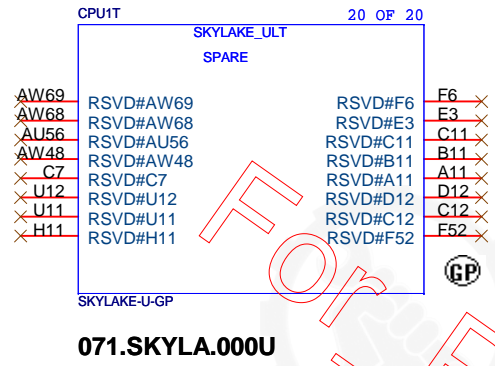 CPU1T 20 OF 20
SKYLAKE_ULT
SPARE
AW69 RSVD#AW69 RSVD#F6 F6
AW68 RSVD#AW68 RSVD#E3 E3
AU56 RSVD#AU56 RSVD#C11 C11
AW48 RSVD#AW48 RSVD#B11 B11
C7 RSVD#C7 RSVD#A11 A11
U12 RSVD#U12 RSVD#D12 D12
U11 RSVD#U11 RSVD#C12 C12
H11 RSVD#H11 RSVD#F52 F52
GP
SKYLAKE-U-GP
071.SKYLA.000U
For